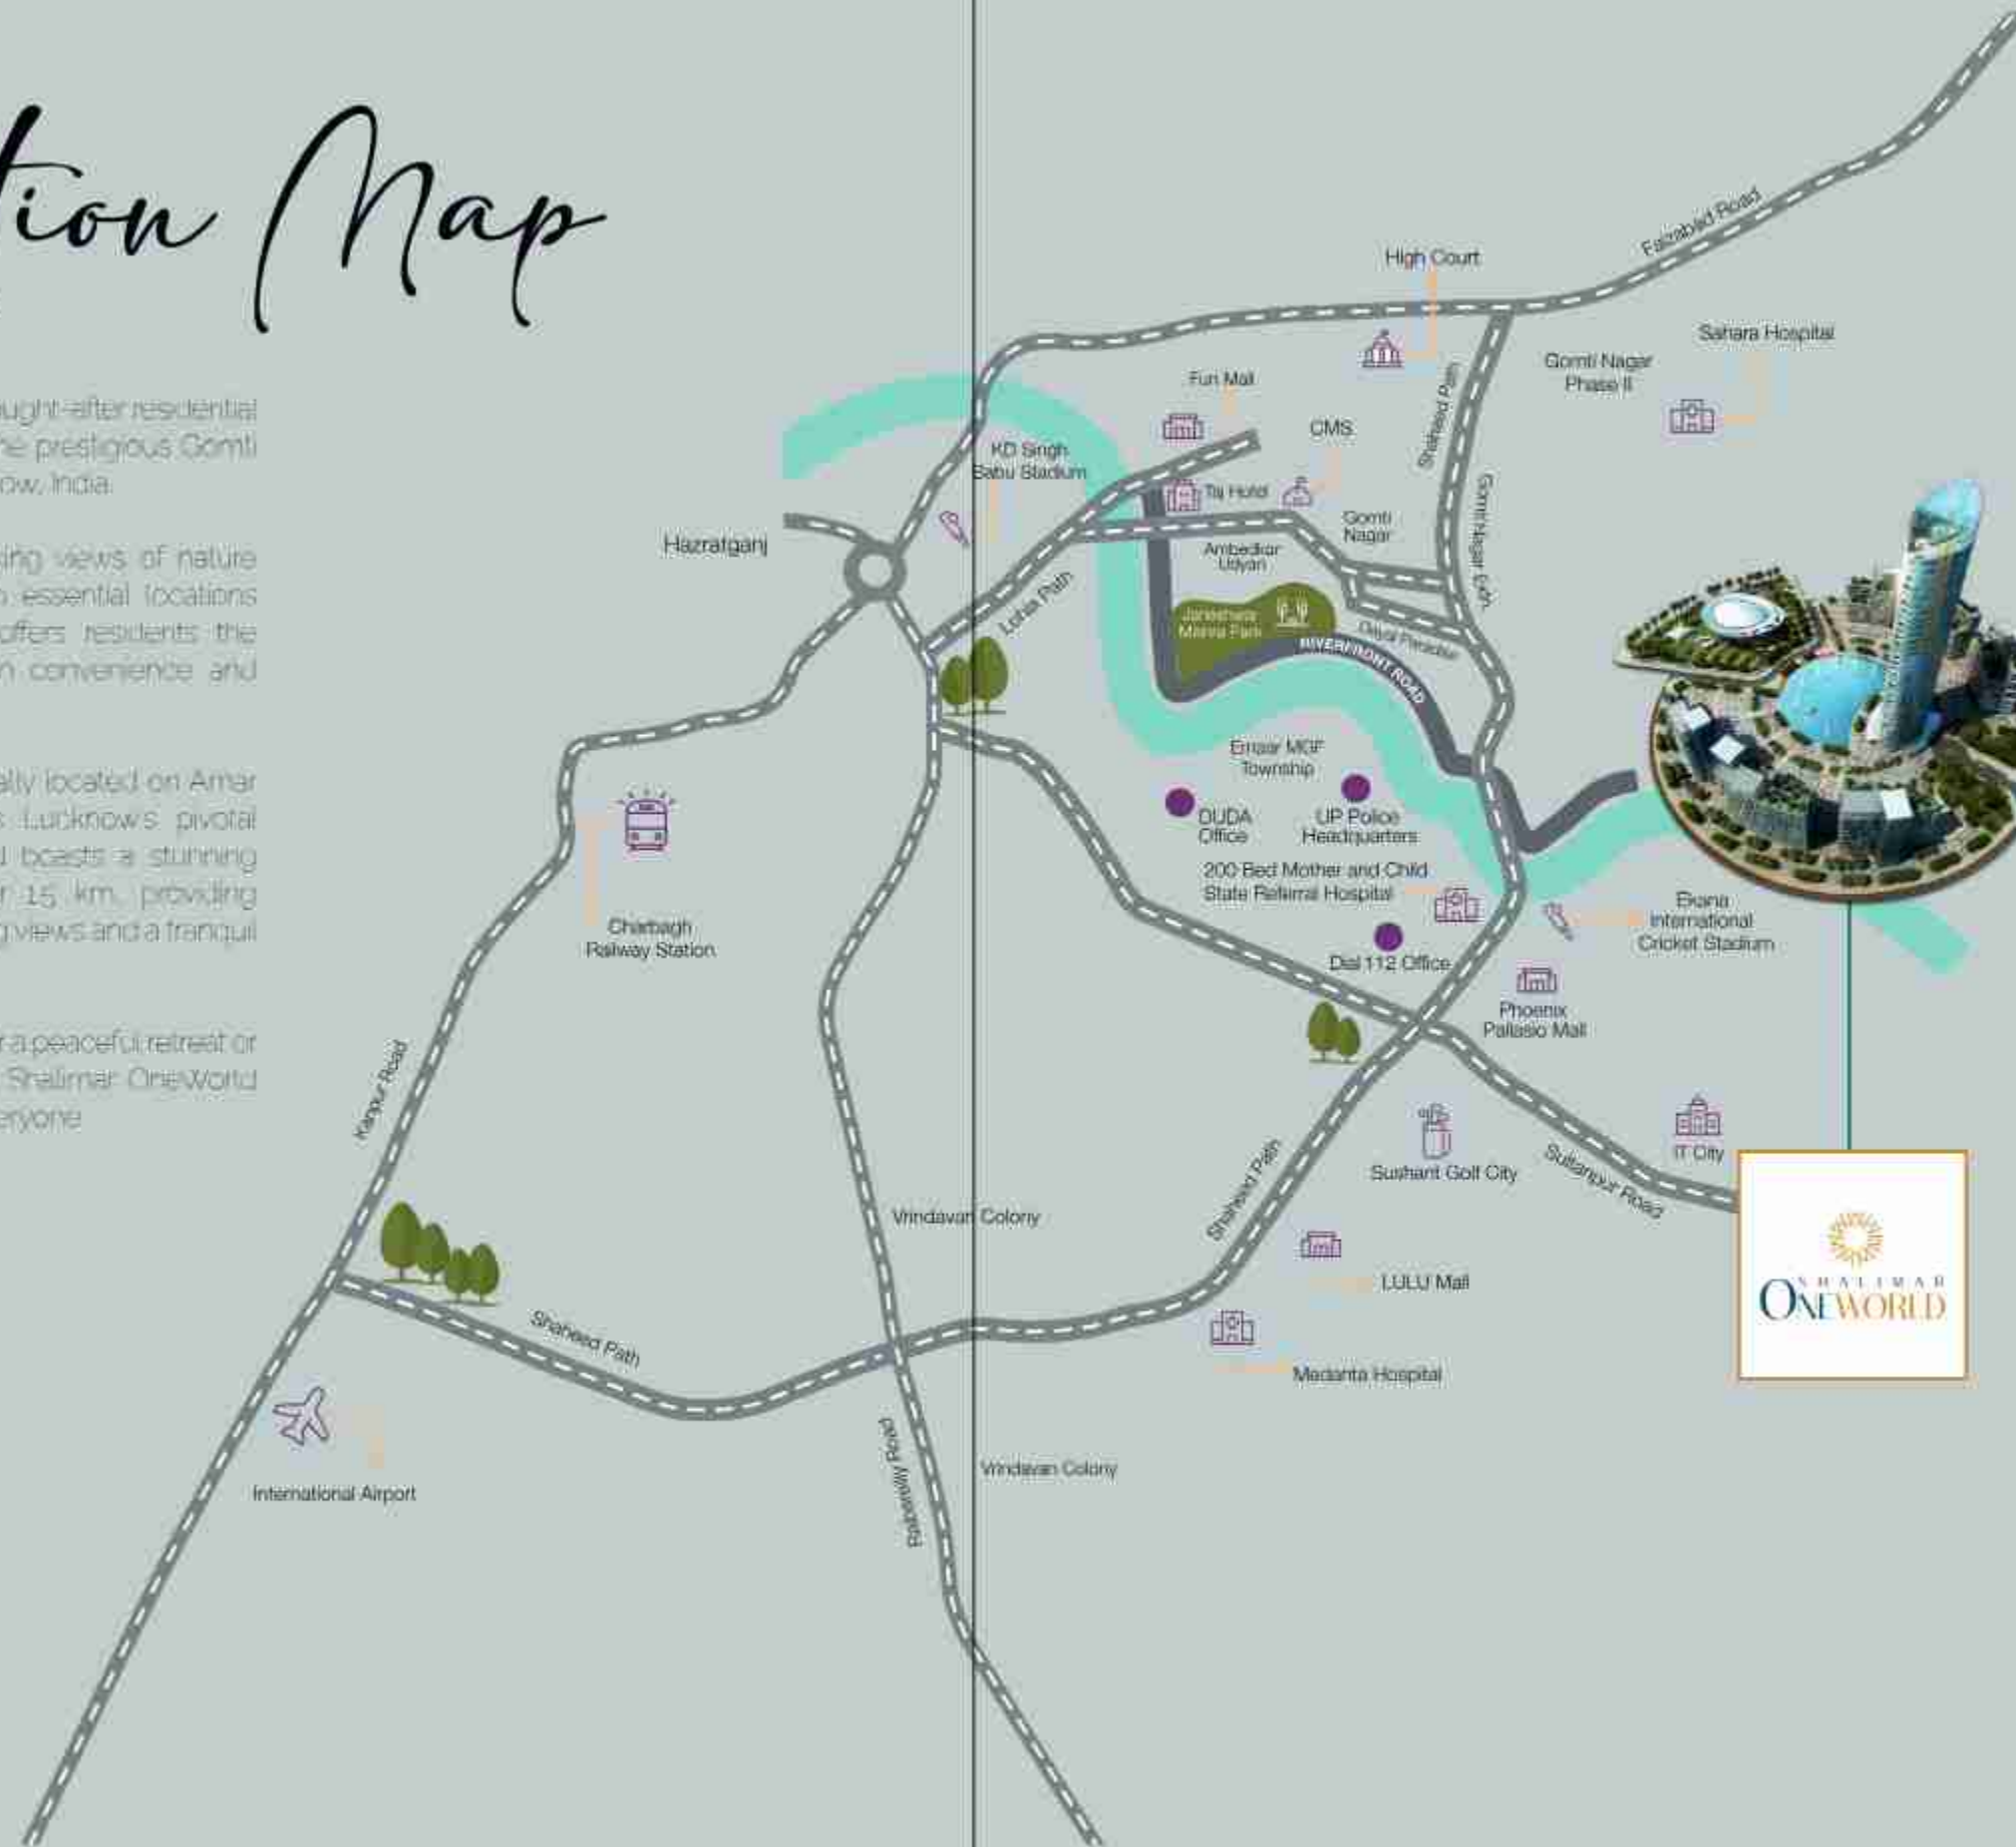 tion Map
ught-after residential
he prestigious Gomti
ow, India.
king views of nature
o essential locations
offers residents the
n convenience and
ally located on Amar
s Lucknow's pivotal
d boasts a stunning
r 15 km, providing
g views and a tranquil
r a peaceful retreat or
Shalimar OneWorld
eryone
Faizabad Road
High Court
Sahara Hospital
Gomti Nagar
Phase II
Shaheed Path
Fun Mall
CMS
KD Singh
Babu Stadium
Taj Hotel
Gomti
Nagar
Gomti Nagar Extn.
Hazratganj
Ambedkar
Udyan
Lohia Path
Janeshwar
Mishra Park
Dayal Paradise
RIVERFRONT ROAD
Emaar MGF
Township
DUDA
Office
UP Police
Headquarters
200 Bed Mother and Child
State Referral Hospital
Ekana
International
Cricket Stadium
Charbagh
Railway Station
Dial 112 Office
Phoenix
Pallasio Mall
Kanpur Road
IT City
Sushant Golf City
Sultanpur Road
Shaheed Path
Vrindavan Colony
LULU Mall
SHALIMAR
ONEWORLD
Shaheed Path
Medanta Hospital
Vrindavan Colony
International Airport